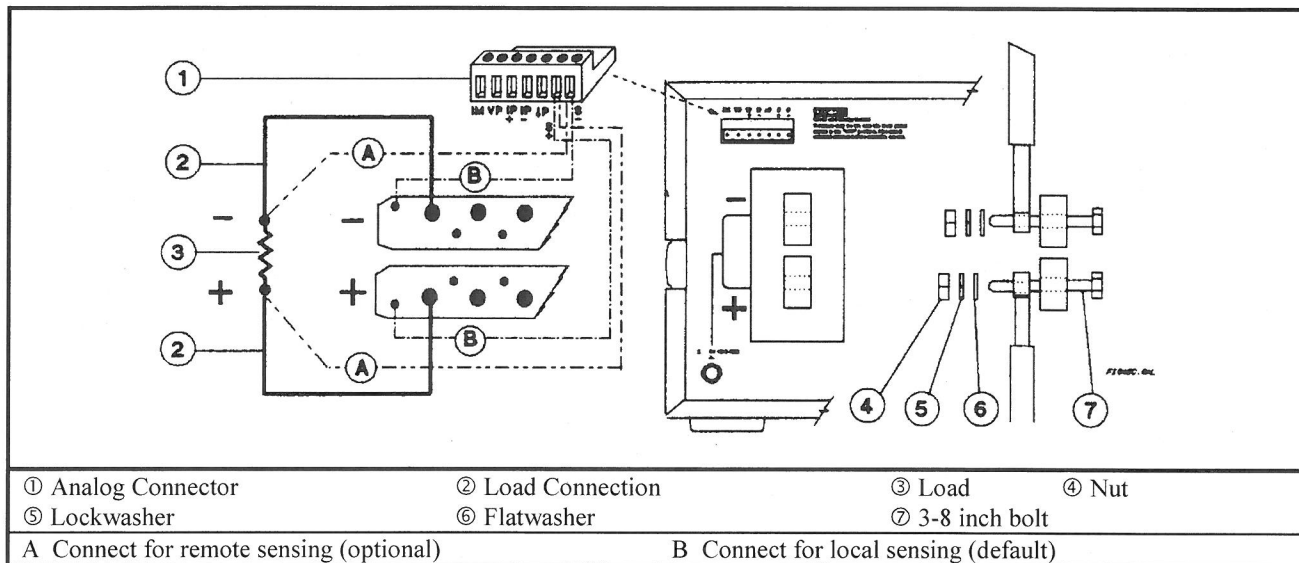 ①
IM VP IP IP ↓P S
+ - -
S
+
②
A
B
-
-
③
+
+
B
②
A
-
+
④
⑤
⑥
⑦
① Analog Connector ② Load Connection ③ Load ④ Nut
⑤ Lockwasher ⑥ Flatwasher ⑦ 3-8 inch bolt
A Connect for remote sensing (optional) B Connect for local sensing (default)